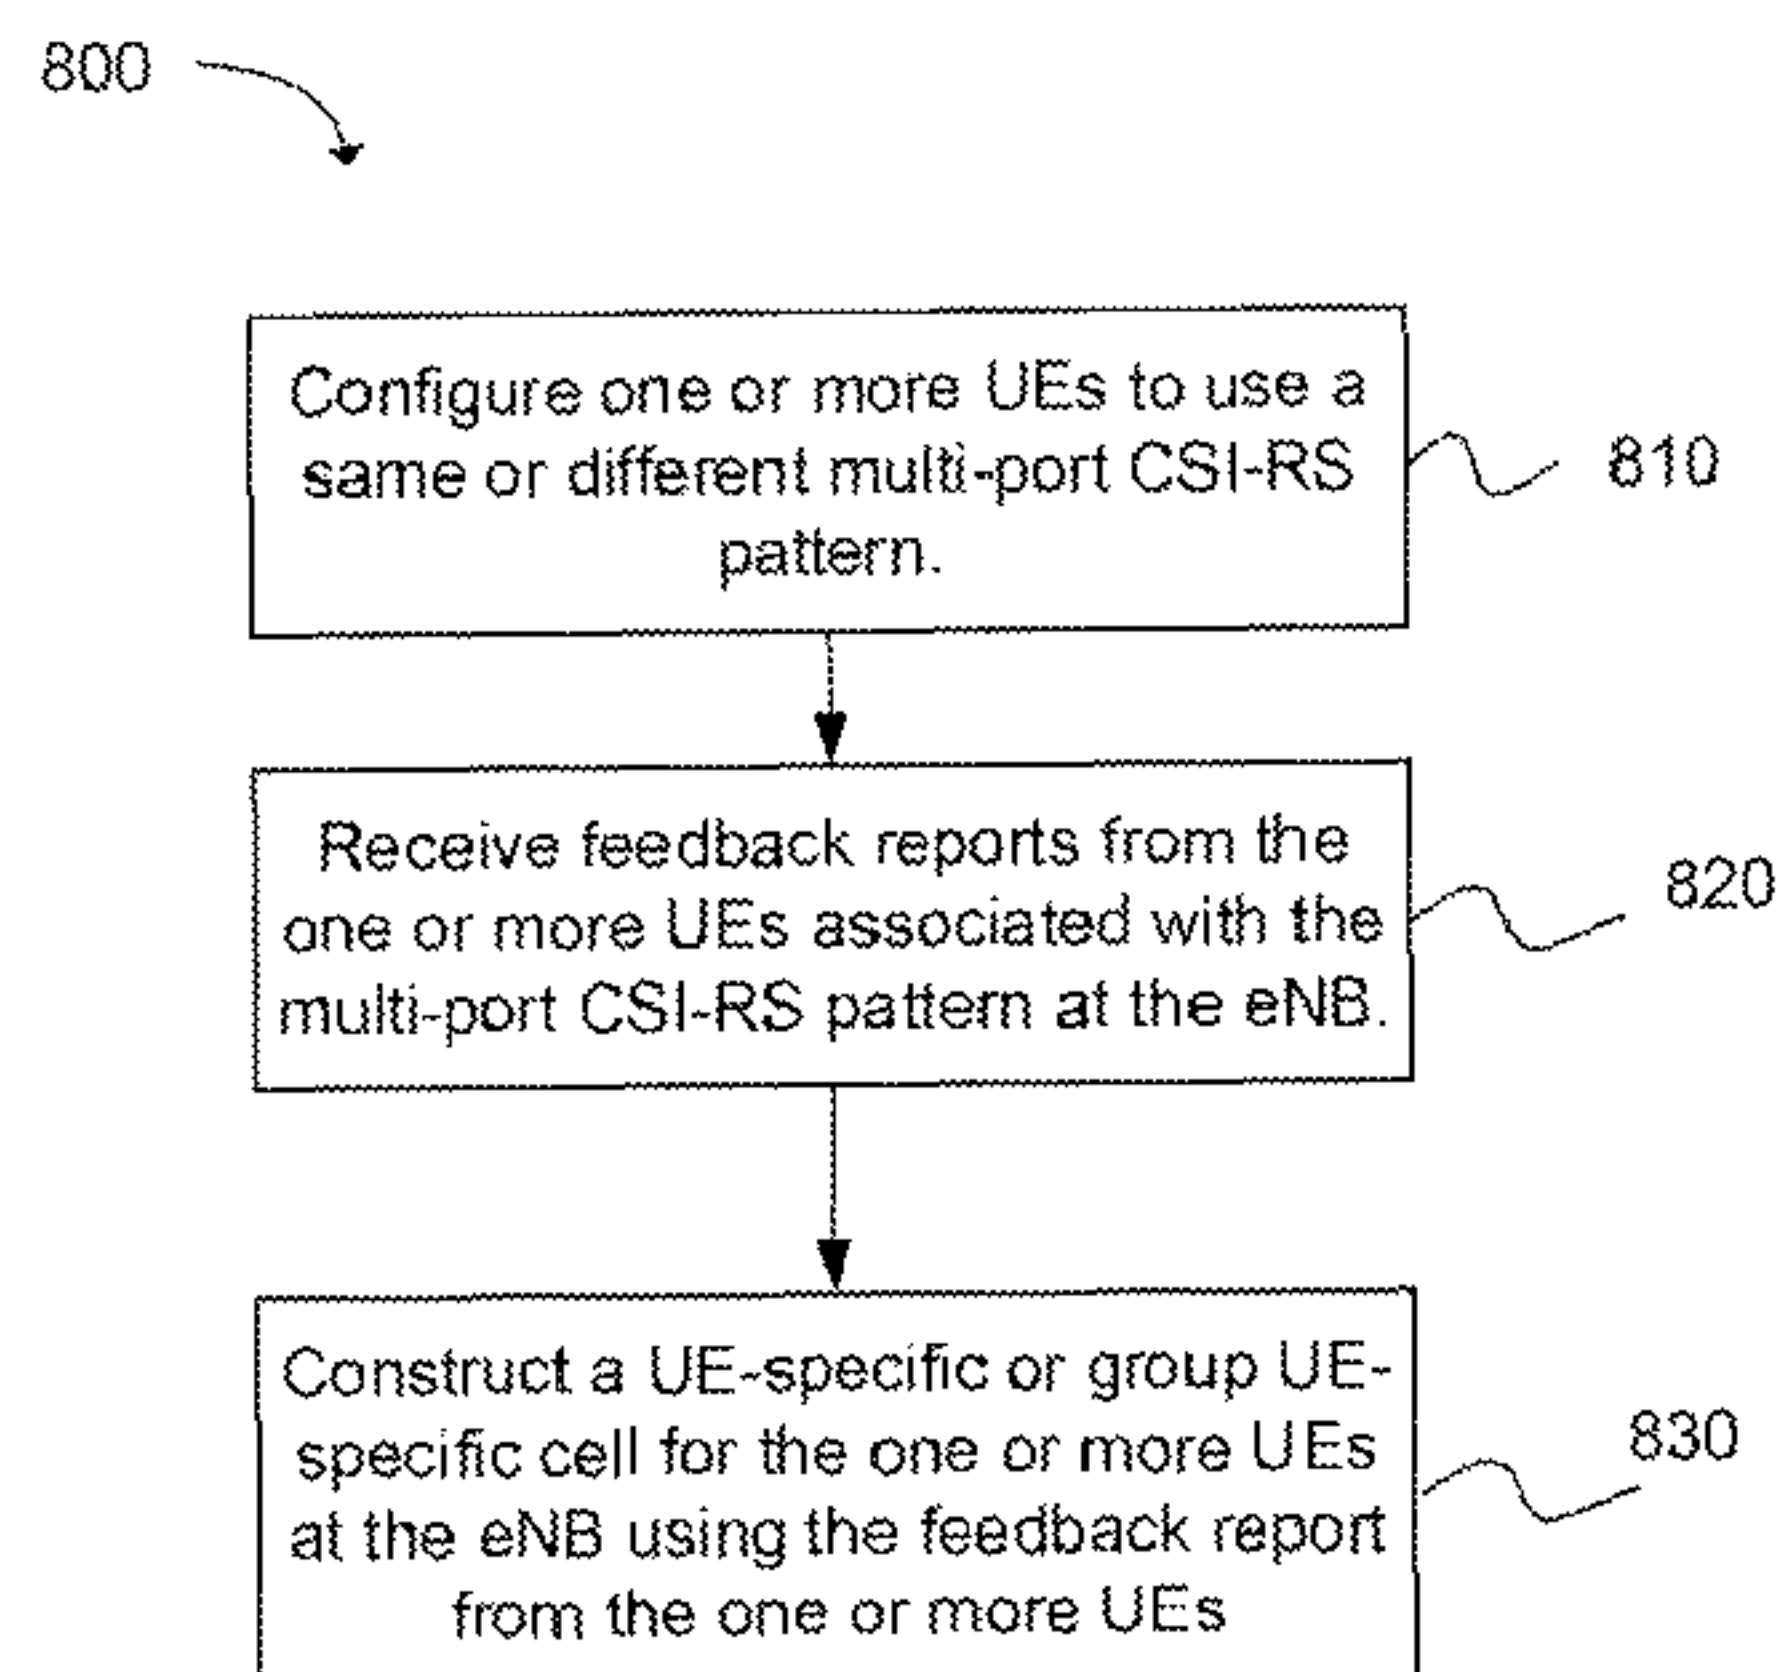 800
Configure one or more UEs to use a
same or different multi-port CSI-RS
pattern.
810
Receive feedback reports from the
one or more UEs associated with the
multi-port CSI-RS pattern at the eNB.
820
Construct a UE-specific or group UE-
specific cell for the one or more UEs
at the eNB using the feedback report
from the one or more UEs
830